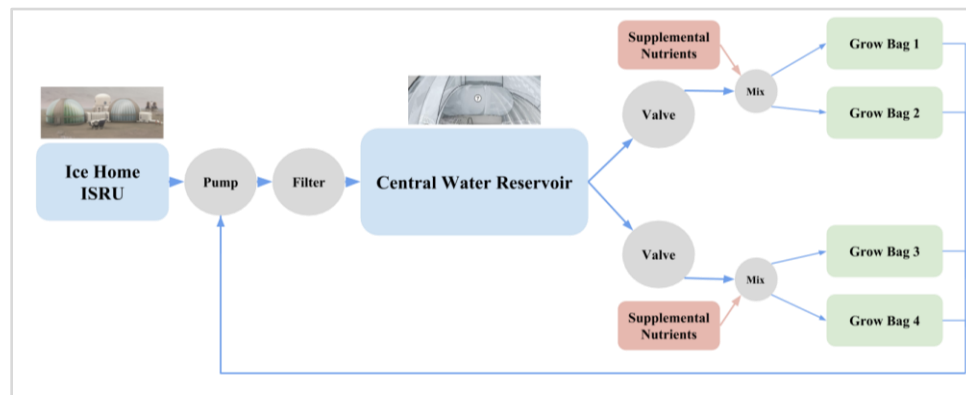 Ice Home
ISRU
Pump
Filter
Central Water Reservoir
Supplemental
Nutrients
Valve
Mix
Grow Bag 1
Grow Bag 2
Valve
Mix
Supplemental
Nutrients
Grow Bag 3
Grow Bag 4